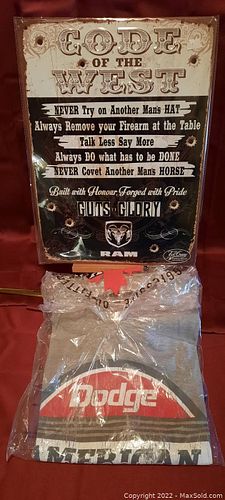 CODE
OF THE
WEST
NEVER Try on Another Man's HAT
Always Remove your Firearm at the Table
Talk Less Say More
Always DO what has to be DONE
NEVER Covet Another Man's HORSE
Built with Honour, Forged with Pride
GUTS GLORY
RAM
Dodge
AMERICAN
Copyright © 2022 - MaxSold.com